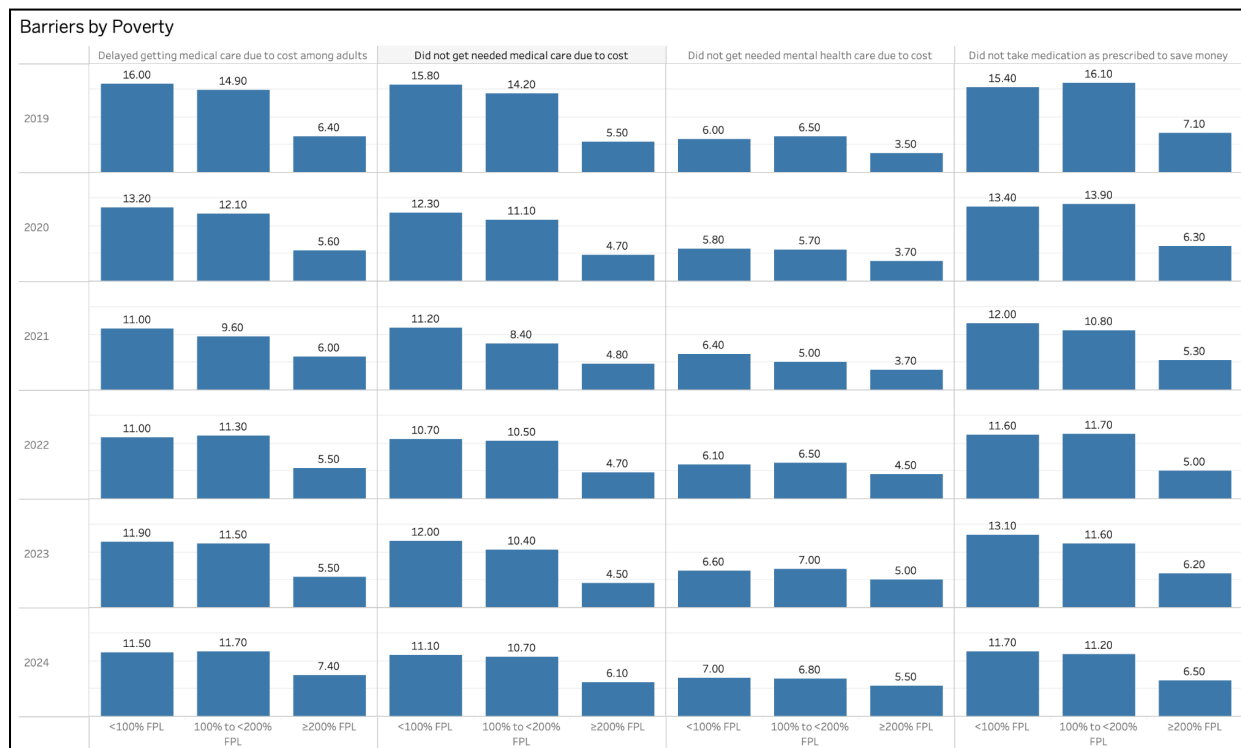 Barriers by Poverty
Delayed getting medical care due to cost among adults Did not get needed medical care due to cost Did not get needed mental health care due to cost Did not take medication as prescribed to save money
2019 16.00 14.90 6.40 15.80 14.20 5.50 6.00 6.50 3.50 15.40 16.10 7.10
2020 13.20 12.10 5.60 12.30 11.10 4.70 5.80 5.70 3.70 13.40 13.90 6.30
2021 11.00 9.60 6.00 11.20 8.40 4.80 6.40 5.00 3.70 12.00 10.80 5.30
2022 11.00 11.30 5.50 10.70 10.50 4.70 6.10 6.50 4.50 11.60 11.70 5.00
2023 11.90 11.50 5.50 12.00 10.40 4.50 6.60 7.00 5.00 13.10 11.60 6.20
2024 11.50 11.70 7.40 11.10 10.70 6.10 7.00 6.80 5.50 11.70 11.20 6.50
<100% FPL 100% to <200% ≥200% FPL <100% FPL 100% to <200% ≥200% FPL <100% FPL 100% to <200% ≥200% FPL <100% FPL 100% to <200% ≥200% FPL
FPL FPL FPL FPL